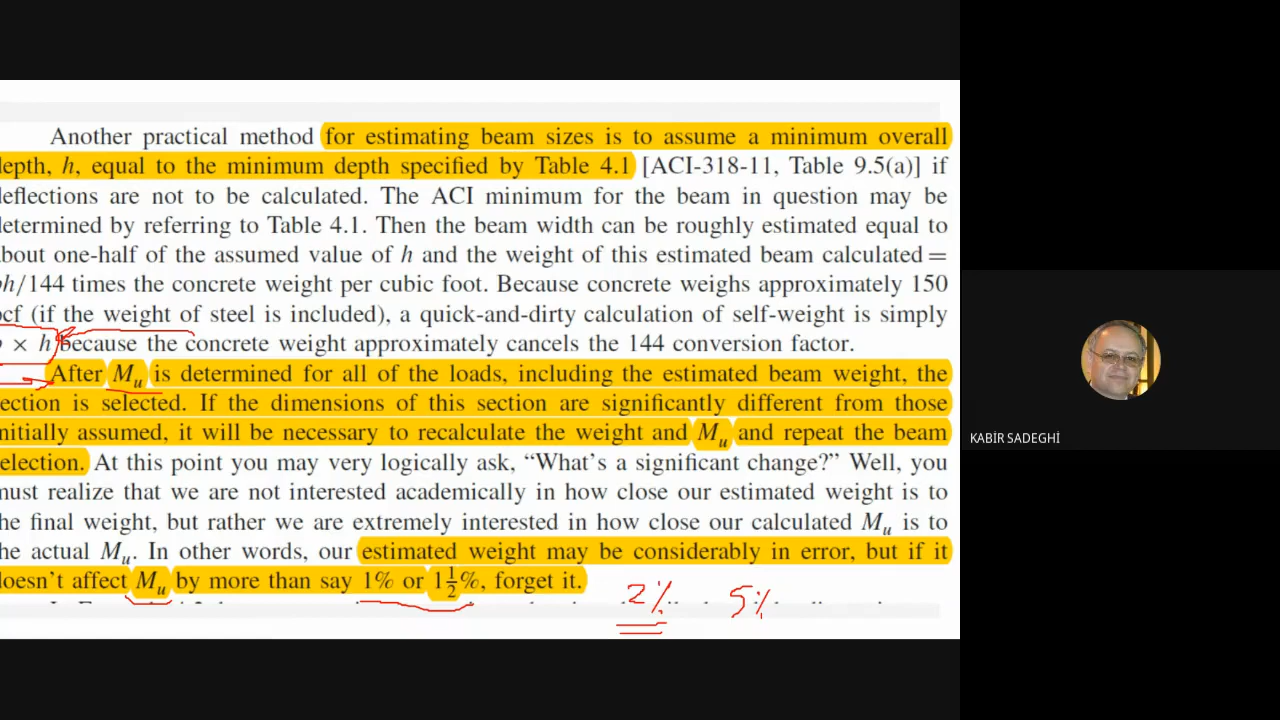 Another practical method for estimating beam sizes is to assume a minimum overall
epth, h, equal to the minimum depth specified by Table 4.1 [ACI-318-11, Table 9.5(a)] if
eflections are not to be calculated. The ACI minimum for the beam in question may be
etermined by referring to Table 4.1. Then the beam width can be roughly estimated equal to
bout one-half of the assumed value of h and the weight of this estimated beam calculated =
h/144 times the concrete weight per cubic foot. Because concrete weighs approximately 150
cf (if the weight of steel is included), a quick-and-dirty calculation of self-weight is simply
× h because the concrete weight approximately cancels the 144 conversion factor.
After Mu is determined for all of the loads, including the estimated beam weight, the
ection is selected. If the dimensions of this section are significantly different from those
nitially assumed, it will be necessary to recalculate the weight and Mu and repeat the beam
election. At this point you may very logically ask, “What’s a significant change?” Well, you
must realize that we are not interested academically in how close our estimated weight is to
he final weight, but rather we are extremely interested in how close our calculated Mu is to
he actual Mu. In other words, our estimated weight may be considerably in error, but if it
doesn’t affect Mu by more than say 1% or 1½%, forget it.
2% 5%
KABİR SADEGHİ